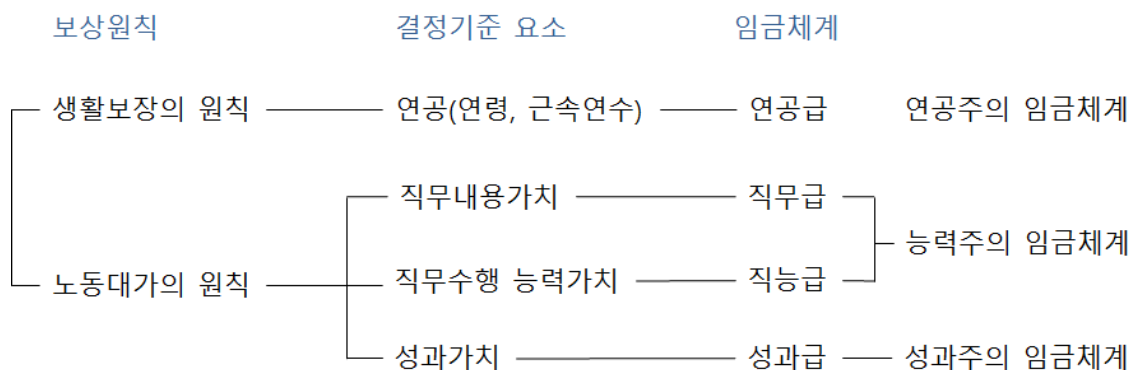 보상원칙 결정기준 요소 임금체계
생활보장의 원칙 연공(연령, 근속연수) 연공급 연공주의 임금체계
직무내용가치 직무급
능력주의 임금체계
노동대가의 원칙 직무수행 능력가치 직능급
성과가치 성과급 성과주의 임금체계